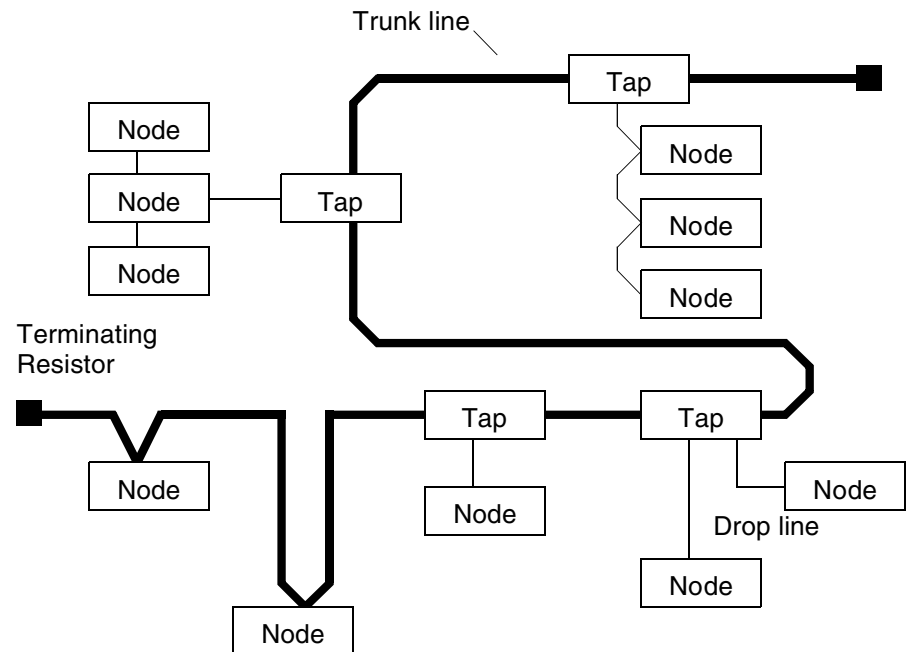 Trunk line
Tap
Node
Node
Node
Tap
Node
Node
Node
Node
Terminating
Resistor
Tap
Tap
Node
Node
Node
Drop line
Node
Node